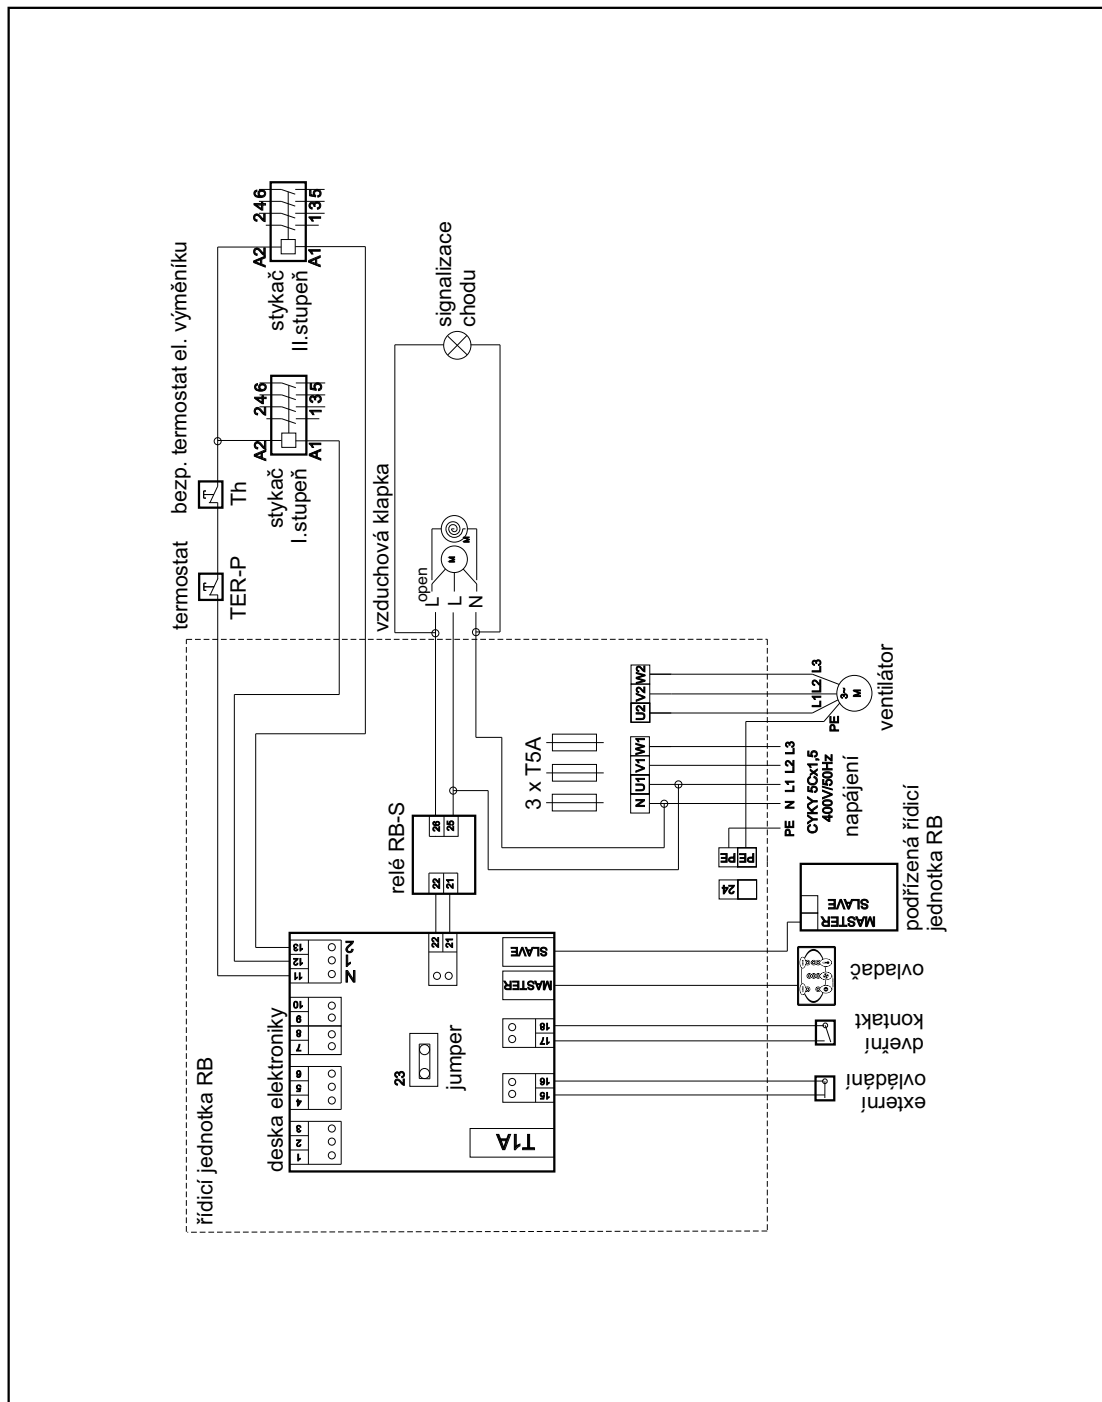 řídicí jednotka RB
deska elektroniky
1 2 3
4 5 6
7 8 9 10
11 12 13
N -1 2
23
jumper
T1A
15 16
17 18
MASTER
SLAVE
22
21
relé RB-S
22
21
26
25
termostat
TER-P
bezp. termostat el. výměníku
Th
stykač
I.stupeň
A2
246
A1
135
stykač
II.stupeň
A2
246
A1
135
vzduchová klapka
open
L
L
N
M
M
signalizace
chodu
3 x T5A
N U1 V1 W1
U2 V2 W2
24
PE PE
PE N L1 L2 L3
CYKY 5Cx1,5
400V/50Hz
napájení
PE
L1 L2 L3
3~
M
ventilátor
externí
ovládání
dveřní
kontakt
ovladač
MASTER
SLAVE
podřízená řídicí
jednotka RB